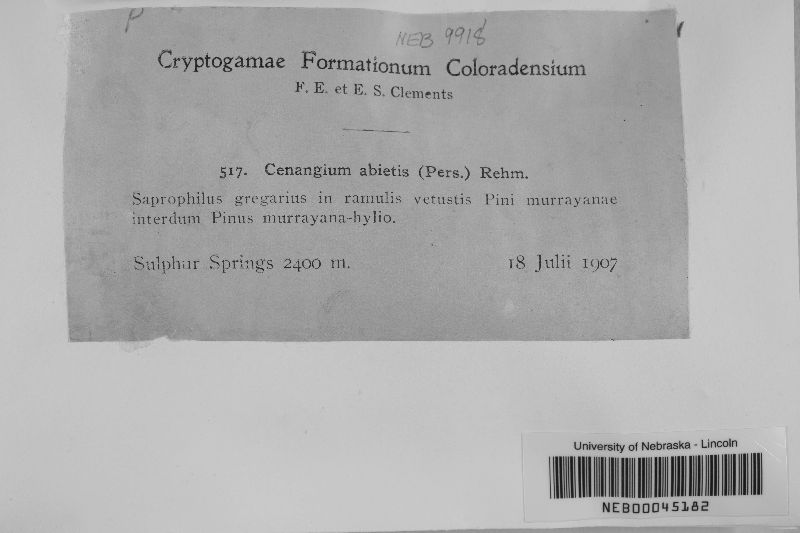 P
NEB 9918
Cryptogamae Formationum Coloradensium
F. E. et E. S. Clements
517. Cenangium abietis (Pers.) Rehm.
Saprophilus gregarius in ramulis vetustis Pini murrayanae
interdum Pinus murrayana-hylio.
Sulphur Springs 2400 m. 18 Julii 1907
University of Nebraska - Lincoln
NEB00045182